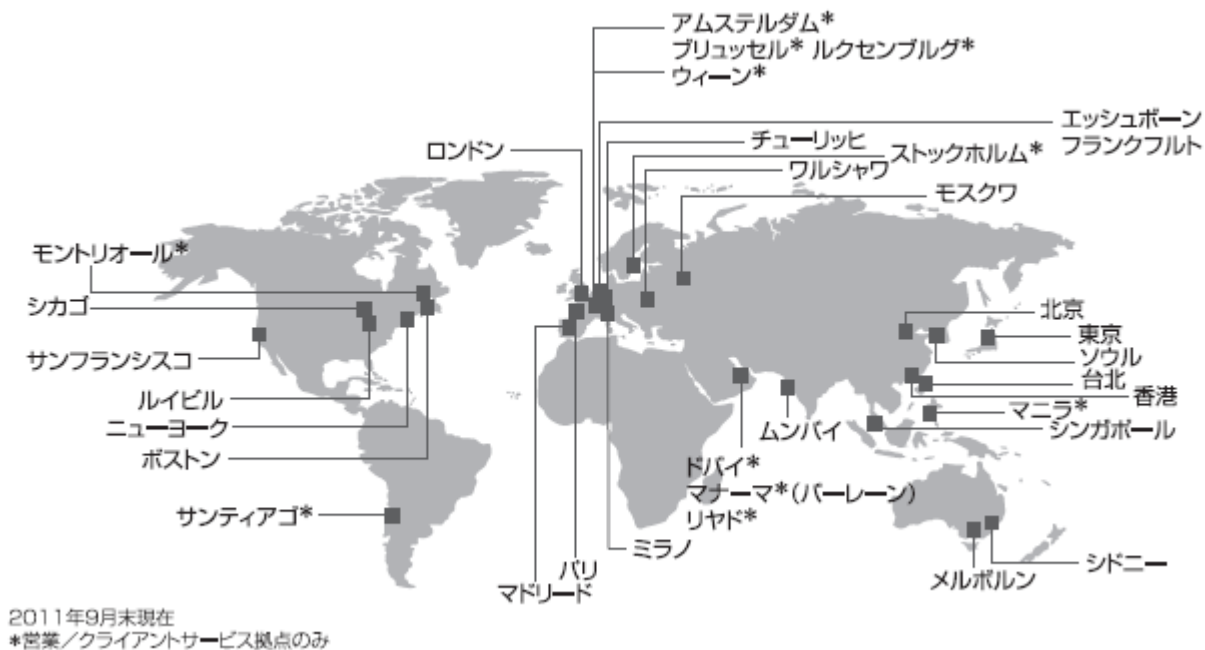 アムステルダム*
ブリュッセル* ルクセンブルグ*
ウィーン*
エッシュボーン
フランクフルト
チューリッヒ
ストックホルム*
ロンドン
ワルシャワ
モスクワ
モントリオール*
シカゴ
サンフランシスコ
ルイビル
ニューヨーク
ボストン
サンティアゴ*
北京
東京
ソウル
台北
香港
マニラ*
シンガポール
ムンバイ
ドバイ*
マナーマ*(バーレーン)
リヤド*
ミラノ
パリ
マドリード
メルボルン
シドニー
2011年9月末現在
*営業/クライアントサービス拠点のみ